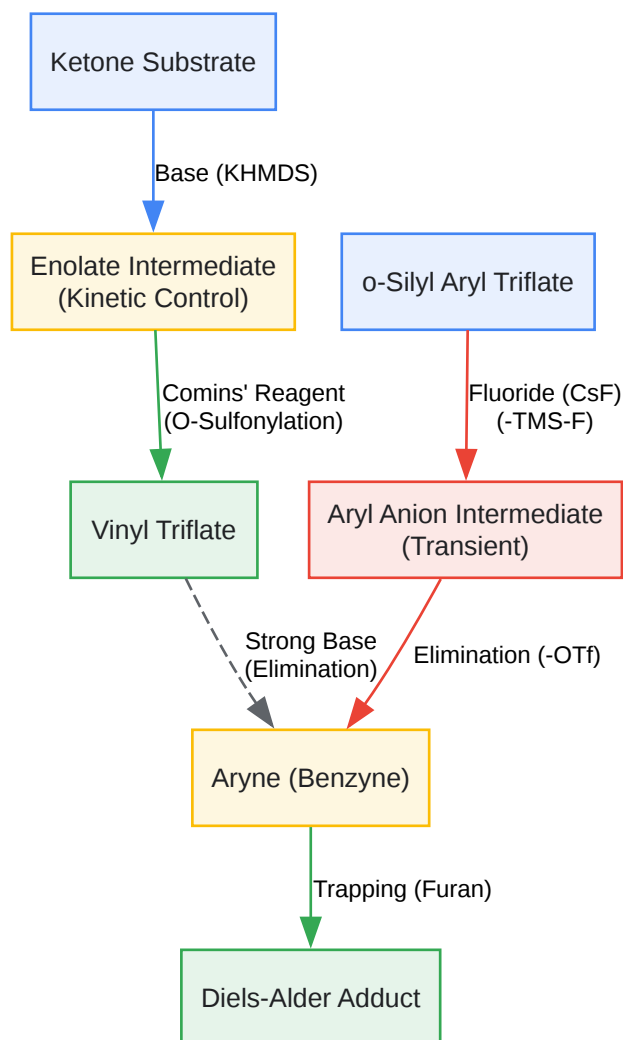 Ketone Substrate
Base (KHMDS)
Enolate Intermediate
(Kinetic Control)
o-Silyl Aryl Triflate
Comins' Reagent
(O-Sulfonylation)
Fluoride (CsF)
(-TMS-F)
Vinyl Triflate
Aryl Anion Intermediate
(Transient)
Strong Base
(Elimination)
Elimination (-OTf)
Aryne (Benzyne)
Trapping (Furan)
Diels-Alder Adduct